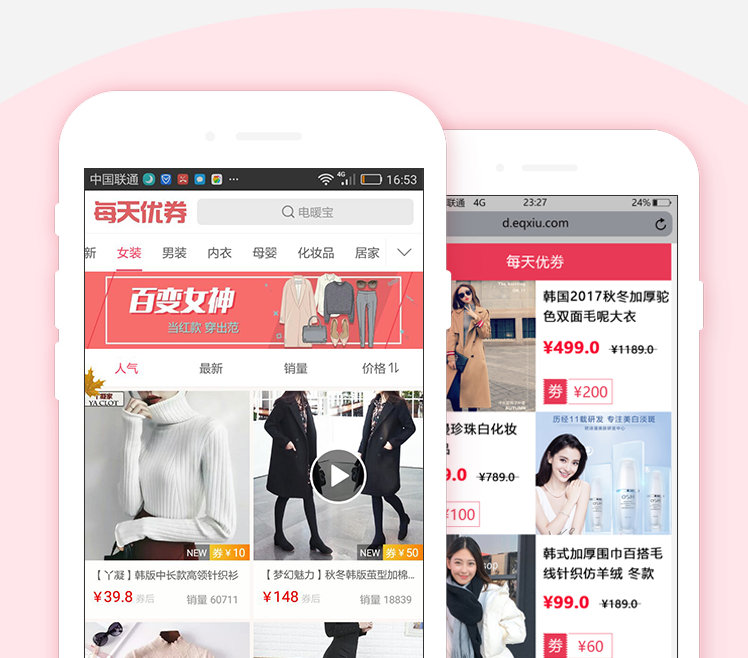 中国联通
4G
16:53
每天优券
电暖宝
新 女装 男装 内衣 母婴 化妆品 居家
百变女神
当红款 穿出范
人气 最新 销量 价格
YA CLOT
NEW 券¥10
【丫凝】韩版中长款高领针织衫
¥39.8 券后 销量 60711
NEW 券¥50
【梦幻魅力】秋冬韩版茧型加棉...
¥148 券后 销量 18839
联通 4G 23:27 24%
d.eqxiu.com
每天优券
AUTUMN
韩国2017秋冬加厚驼
色双面毛呢大衣
¥499.0 ¥1189.0
券 ¥200
珍珠白化妆
品
9.0 ¥789.0
¥100
历经11载研发 专注美白淡斑
韩式加厚围巾百搭毛
线针织仿羊绒 冬款
¥99.0 ¥189.0
券 ¥60